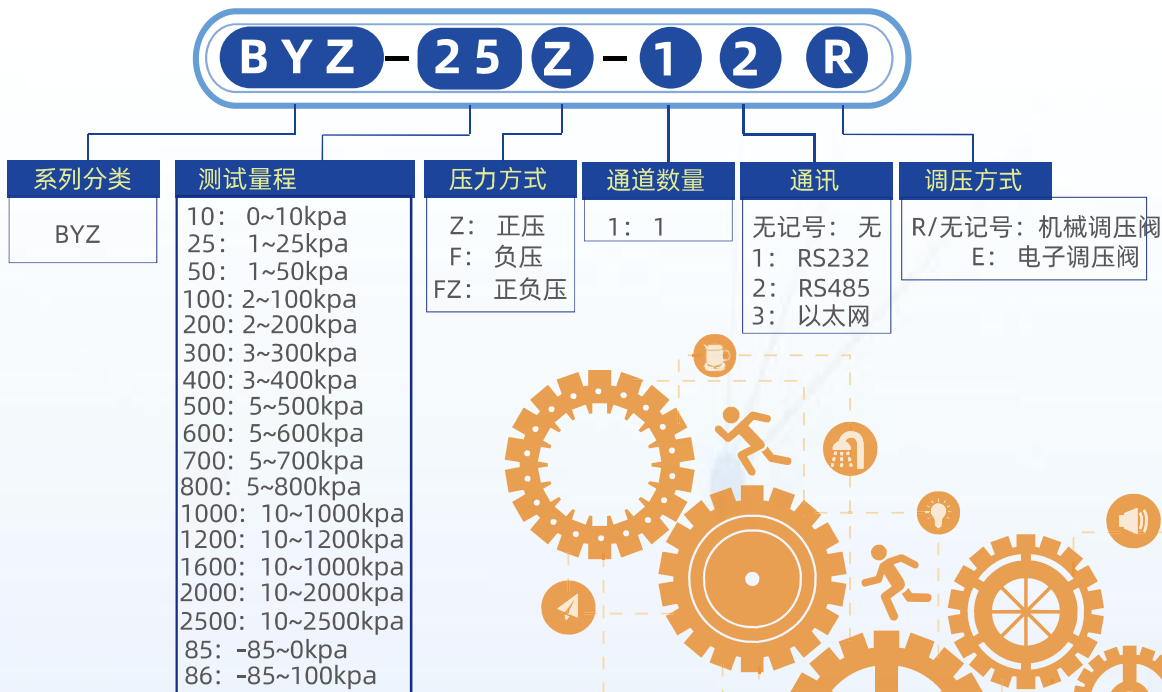 BYZ-25Z-12R
系列分类
BYZ
测试量程
10： 0~10kpa
25： 1~25kpa
50： 1~50kpa
100：2~100kpa
200：2~200kpa
300：3~300kpa
400：3~400kpa
500： 5~500kpa
600： 5~600kpa
700： 5~700kpa
800： 5~800kpa
1000： 10~1000kpa
1200： 10~1200kpa
1600： 10~1000kpa
2000： 10~2000kpa
2500： 10~2500kpa
85： -85~0kpa
86： -85~100kpa
压力方式
Z： 正压
F： 负压
FZ： 正负压
通道数量
1： 1
通讯
无记号： 无
1： RS232
2： RS485
3： 以太网
调压方式
R/无记号：机械调压阀
E： 电子调压阀